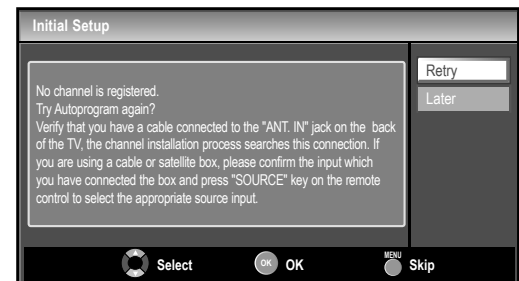 Initial Setup
No channel is registered.
Try Autoprogram again?
Verify that you have a cable connected to the "ANT. IN" jack on the back
of the TV, the channel installation process searches this connection. If
you are using a cable or satellite box, please confirm the input which
you have connected the box and press "SOURCE" key on the remote
control to select the appropriate source input.
Retry
Later
Select
OK OK
MENU Skip